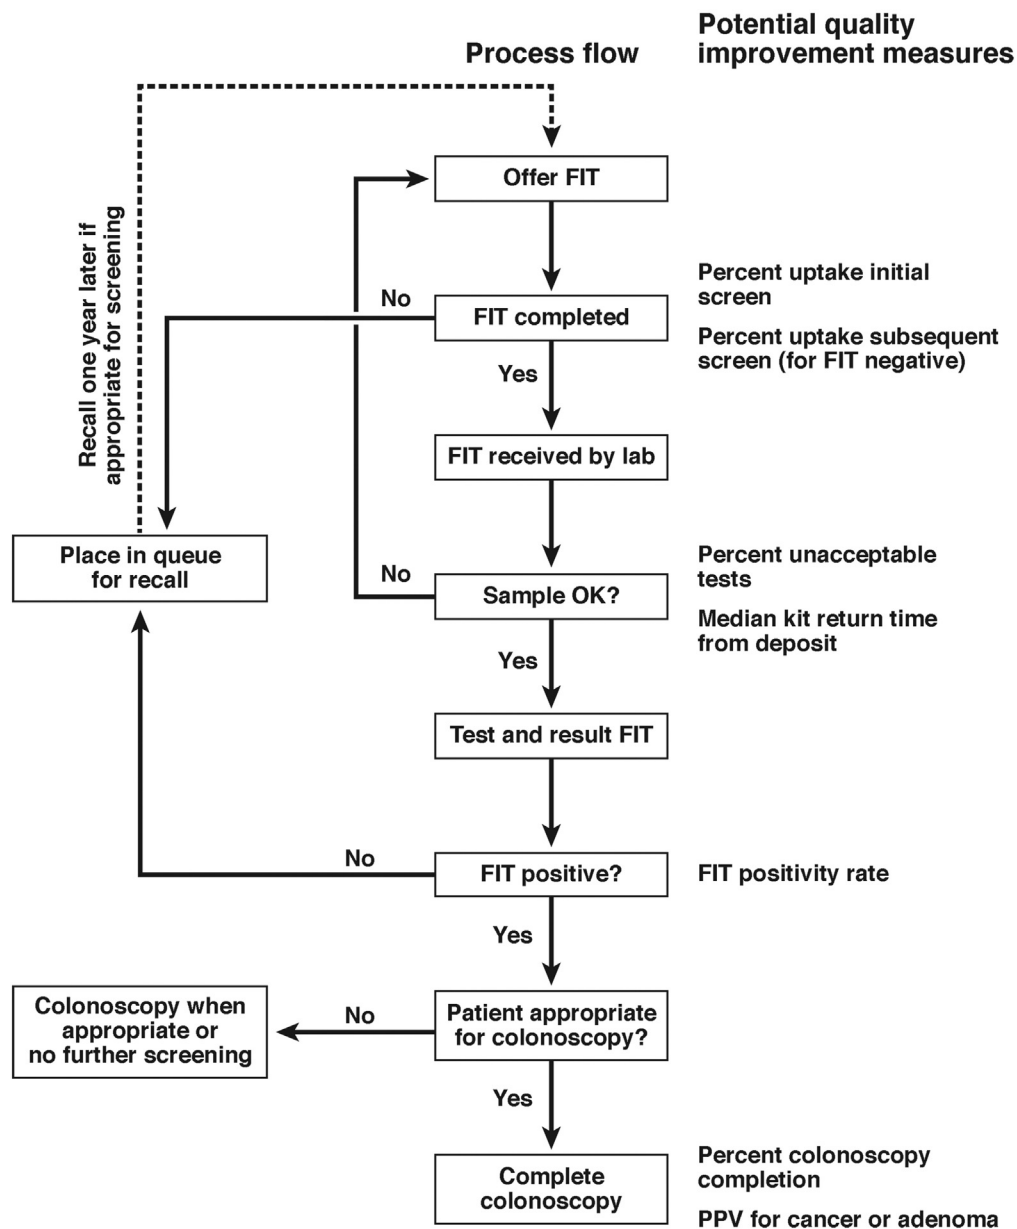 Process flow
Potential quality
improvement measures
Offer FIT
Recall one year later if
appropriate for screening
No
FIT completed
Percent uptake initial
screen
Percent uptake subsequent
screen (for FIT negative)
Yes
FIT received by lab
Place in queue
for recall
No
Sample OK?
Percent unacceptable
tests
Median kit return time
from deposit
Yes
Test and result FIT
No
FIT positive?
FIT positivity rate
Yes
Colonoscopy when
appropriate or
no further screening
No
Patient appropriate
for colonoscopy?
Yes
Complete
colonoscopy
Percent colonoscopy
completion
PPV for cancer or adenoma